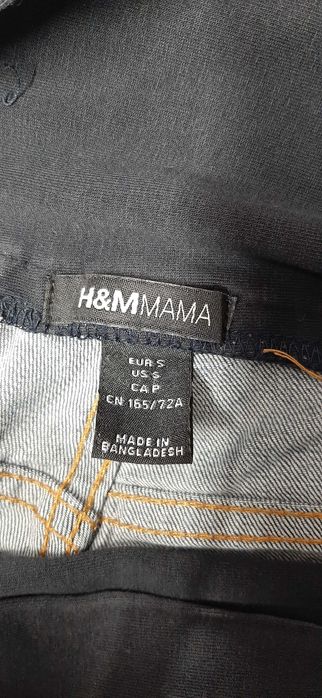 H&MMAMA
EUR S
US S
CA P
CN 165/72A
MADE IN
BANGLADESH